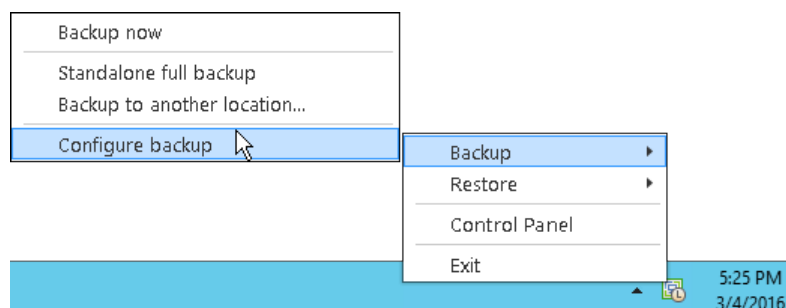 Backup now
Standalone full backup
Backup to another location...
Configure backup
Backup
Restore
Control Panel
Exit
5:25 PM
3/4/2016